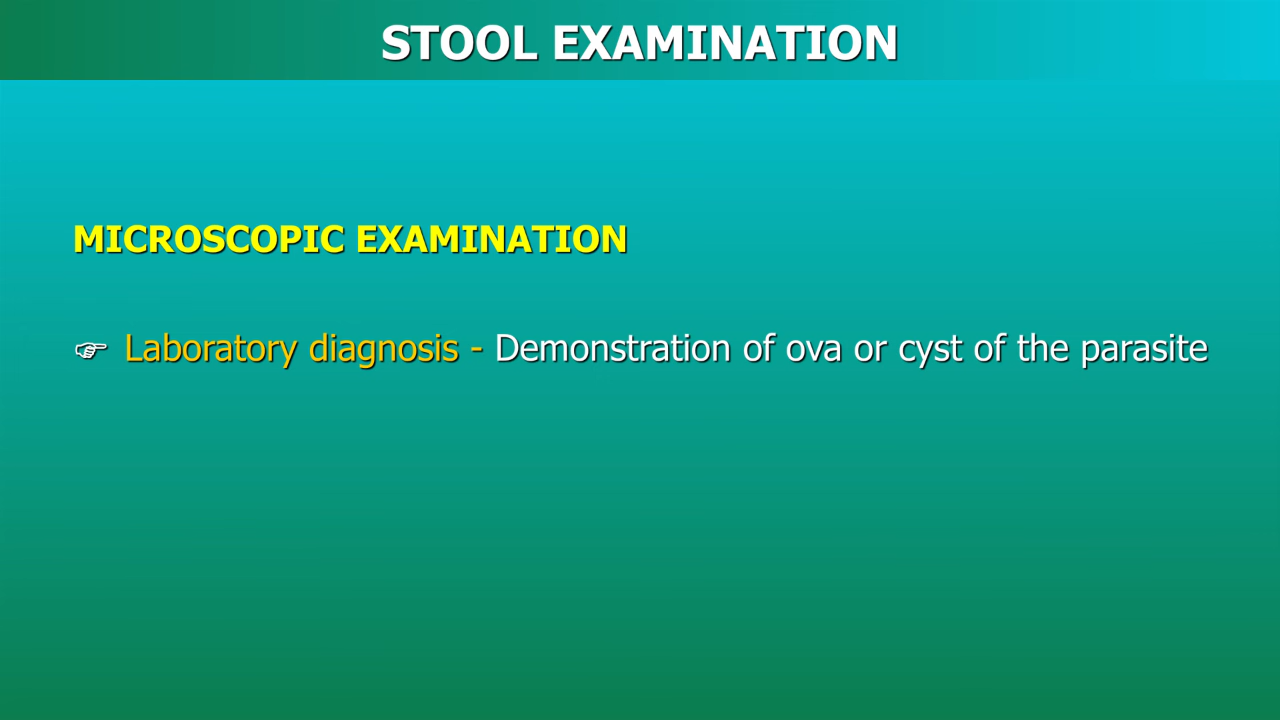 STOOL EXAMINATION
MICROSCOPIC EXAMINATION
☞ Laboratory diagnosis - Demonstration of ova or cyst of the parasite